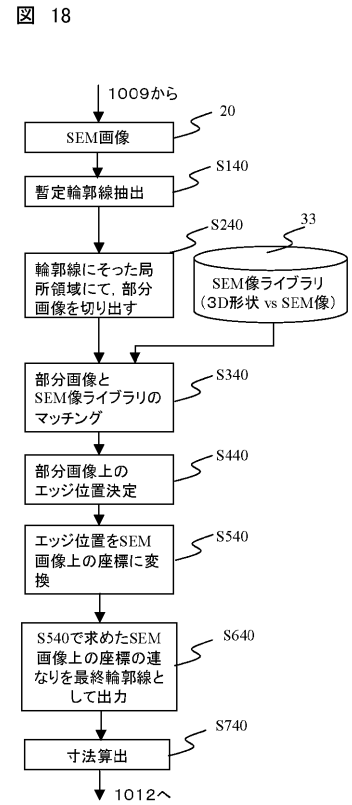 図 18
1009から
20
SEM画像
S140
暫定輪郭線抽出
S240
輪郭線にそった局
所領域にて，部分
画像を切り出す
33
SEM像ライブラリ
（3D形状 vs SEM像）
S340
部分画像と
SEM像ライブラリの
マッチング
S440
部分画像上の
エッジ位置決定
S540
エッジ位置をSEM
画像上の座標に変
換
S640
S540で求めたSEM
画像上の座標の連
なりを最終輪郭線と
して出力
S740
寸法算出
1012へ